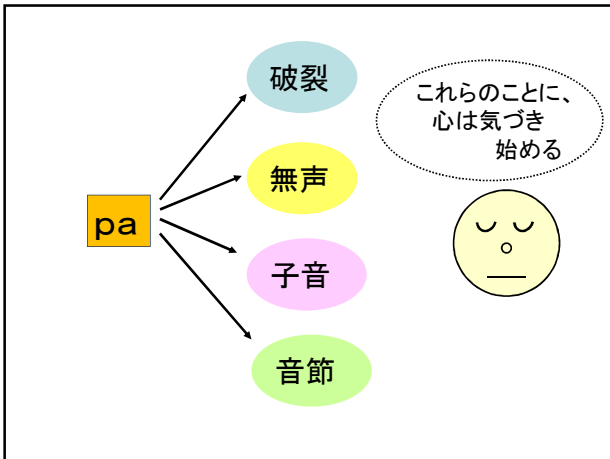 破裂
これらのことに、
心は気づき
始める
無声
pa
子音
音節